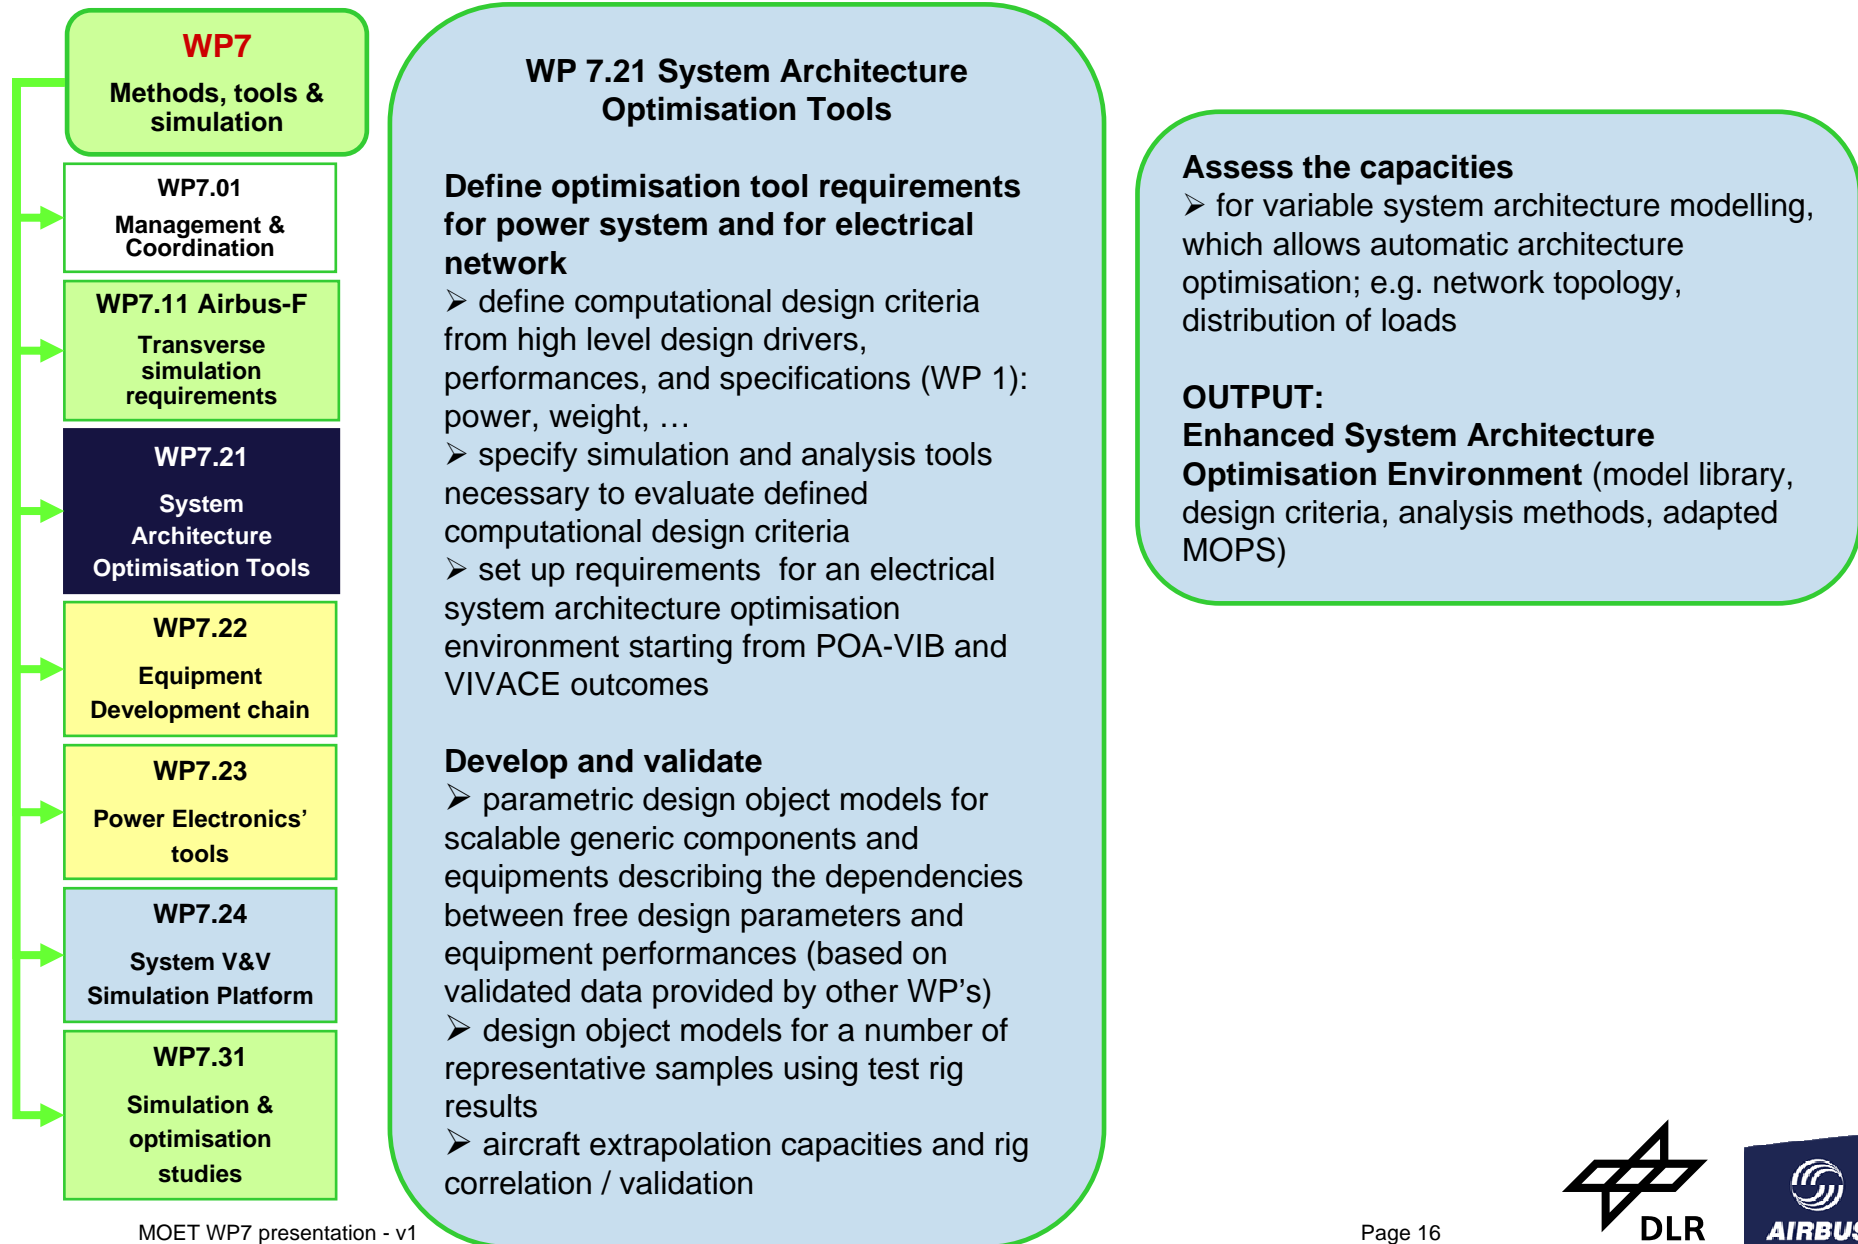 WP7
Methods, tools &
simulation
WP7.01
Management &
Coordination
WP7.11 Airbus-F
Transverse
simulation
requirements
WP7.21
System
Architecture
Optimisation Tools
WP7.22
Equipment
Development chain
WP7.23
Power Electronics’
tools
WP7.24
System V&V
Simulation Platform
WP7.31
Simulation &
optimisation
studies
WP 7.21 System Architecture
Optimisation Tools
Define optimisation tool requirements
for power system and for electrical
network
➢ define computational design criteria
from high level design drivers,
performances, and specifications (WP 1):
power, weight, …
➢ specify simulation and analysis tools
necessary to evaluate defined
computational design criteria
➢ set up requirements for an electrical
system architecture optimisation
environment starting from POA-VIB and
VIVACE outcomes
Develop and validate
➢ parametric design object models for
scalable generic components and
equipments describing the dependencies
between free design parameters and
equipment performances (based on
validated data provided by other WP’s)
➢ design object models for a number of
representative samples using test rig
results
➢ aircraft extrapolation capacities and rig
correlation / validation
Assess the capacities
➢ for variable system architecture modelling,
which allows automatic architecture
optimisation; e.g. network topology,
distribution of loads
OUTPUT:
Enhanced System Architecture
Optimisation Environment (model library,
design criteria, analysis methods, adapted
MOPS)
MOET WP7 presentation - v1
Page 16
DLR
AIRBUS